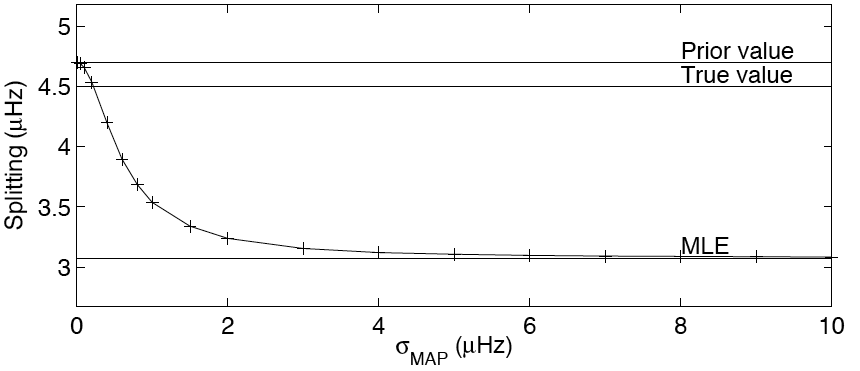 5
Prior value
True value
4.5
4
Splitting (μHz)
3.5
MLE
3
0 2 4 6 8 10
σMAP (μHz)